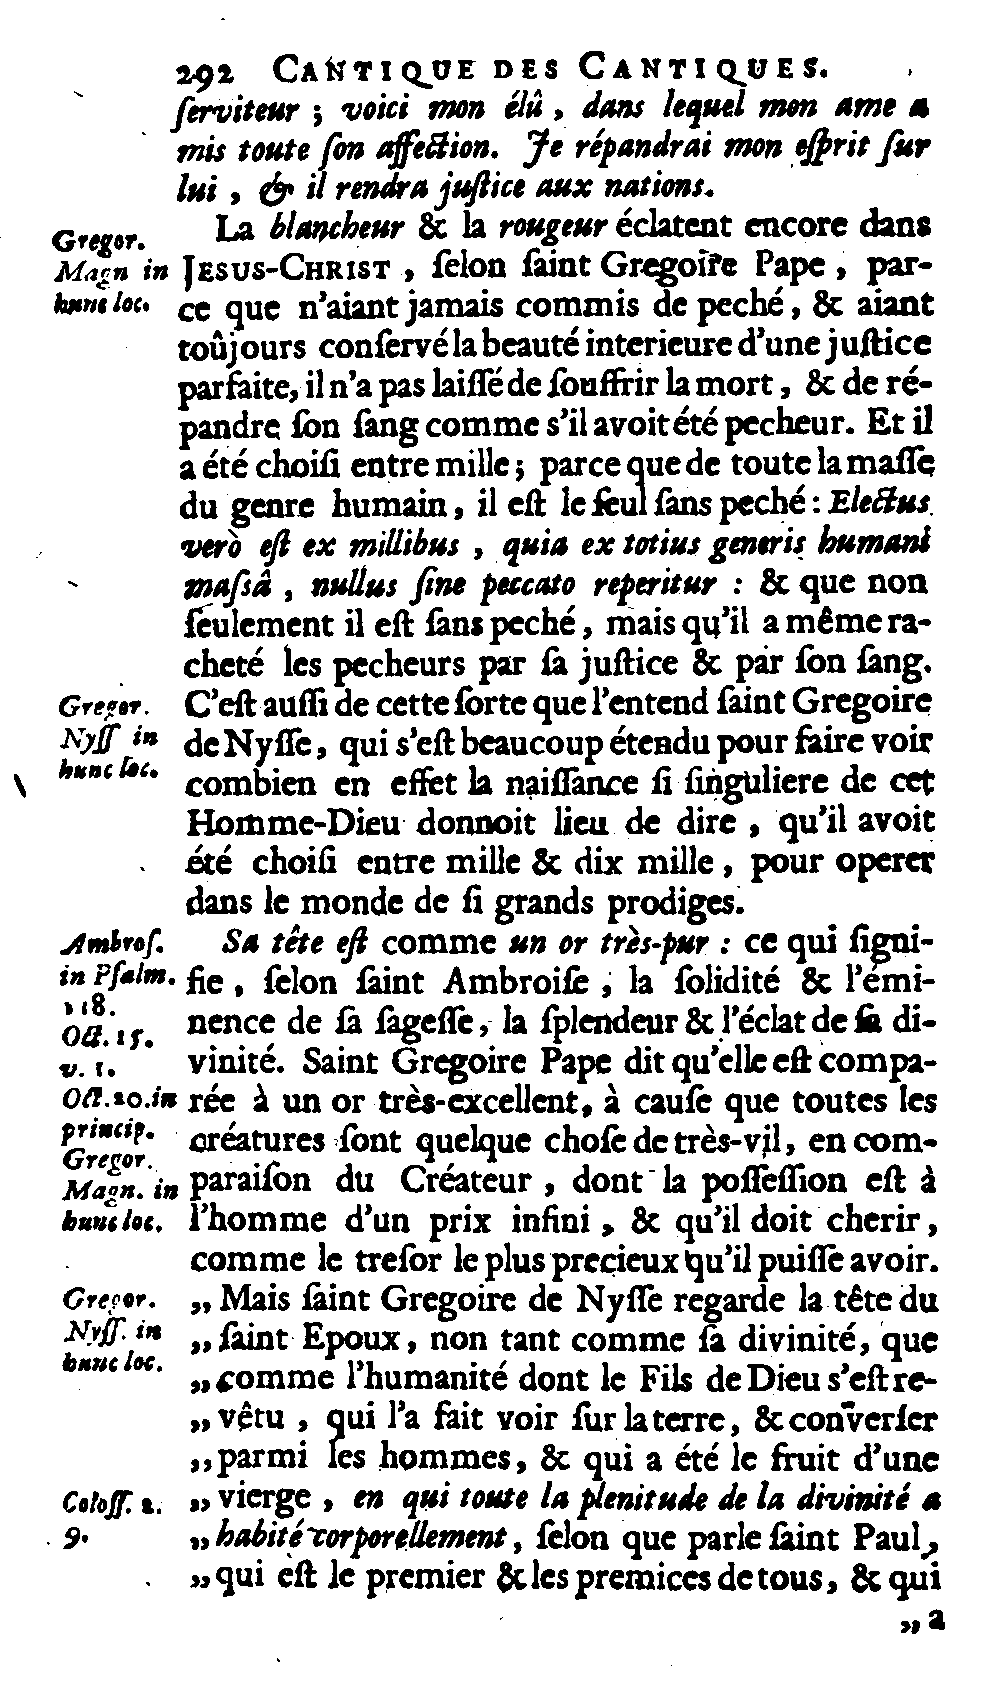 292 CANTIQUE DES CANTIQUES.
ſerviteur ; voici mon élû , dans lequel mon ame a
mis toute ſon affection. Je répandrai mon eſprit ſur
lui , & il rendra juſtice aux nations.
La blancheur & la rougeur éclatent encore dans
Gregor.
Magn in
hunc loc.
JESUS-CHRIST , ſelon ſaint Gregoire Pape , par-
ce que n'aiant jamais commis de peché , & aiant
toûjours conſervé la beauté interieure d'une juſtice
parfaite, il n'a pas laiſſé de ſouffrir la mort , & de ré-
pandre ſon ſang comme s'il avoit été pecheur. Et il
a été choiſi entre mille ; parce que de toute la maſſe
du genre humain , il eſt le ſeul ſans peché : Electus
verò eſt ex millibus , quia ex totius generis humani
maſsâ , nullus ſine peccato reperitur : & que non
ſeulement il eſt ſans peché , mais qu'il a même ra-
cheté les pecheurs par ſa juſtice & par ſon ſang.
Gregor.
Nyſſ in
hunc loc.
C'eſt auſſi de cette ſorte que l'entend ſaint Gregoire
de Nyſſe , qui s'eſt beaucoup étendu pour faire voir
combien en effet la naiſſance ſi ſinguliere de cet
Homme-Dieu donnoit lieu de dire , qu'il avoit
été choiſi entre mille & dix mille , pour operer
dans le monde de ſi grands prodiges.
Ambroſ.
in Pſalm.
118.
Oct. 15.
v. 1.
Oct. 20. in
princip.
Gregor.
Magn. in
hunc loc.
Sa tête eſt comme un or très-pur : ce qui ſigni-
fie , ſelon ſaint Ambroiſe , la ſolidité & l'émi-
nence de ſa ſageſſe , la ſplendeur & l'éclat de ſa di-
vinité. Saint Gregoire Pape dit qu'elle eſt compa-
rée à un or très-excellent, à cauſe que toutes les
créatures ſont quelque choſe de très-vil , en com-
paraiſon du Créateur , dont la poſſeſſion eſt à
l'homme d'un prix infini , & qu'il doit cherir ,
comme le treſor le plus precieux qu'il puiſſe avoir.
Gregor.
Nyſſ. in
hunc loc.
„ Mais ſaint Gregoire de Nyſſe regarde la tête du
„ ſaint Epoux , non tant comme ſa divinité , que
„ comme l'humanité dont le Fils de Dieu s'eſt re-
„ vêtu , qui l'a fait voir ſur la terre , & converſer
„ parmi les hommes , & qui a été le fruit d'une
Coloſſ. 2.
9.
„ vierge , en qui toute la plenitude de la divinité a
„ habité corporellement , ſelon que parle ſaint Paul ,
„ qui eſt le premier & les premices de tous , & qui
„ a